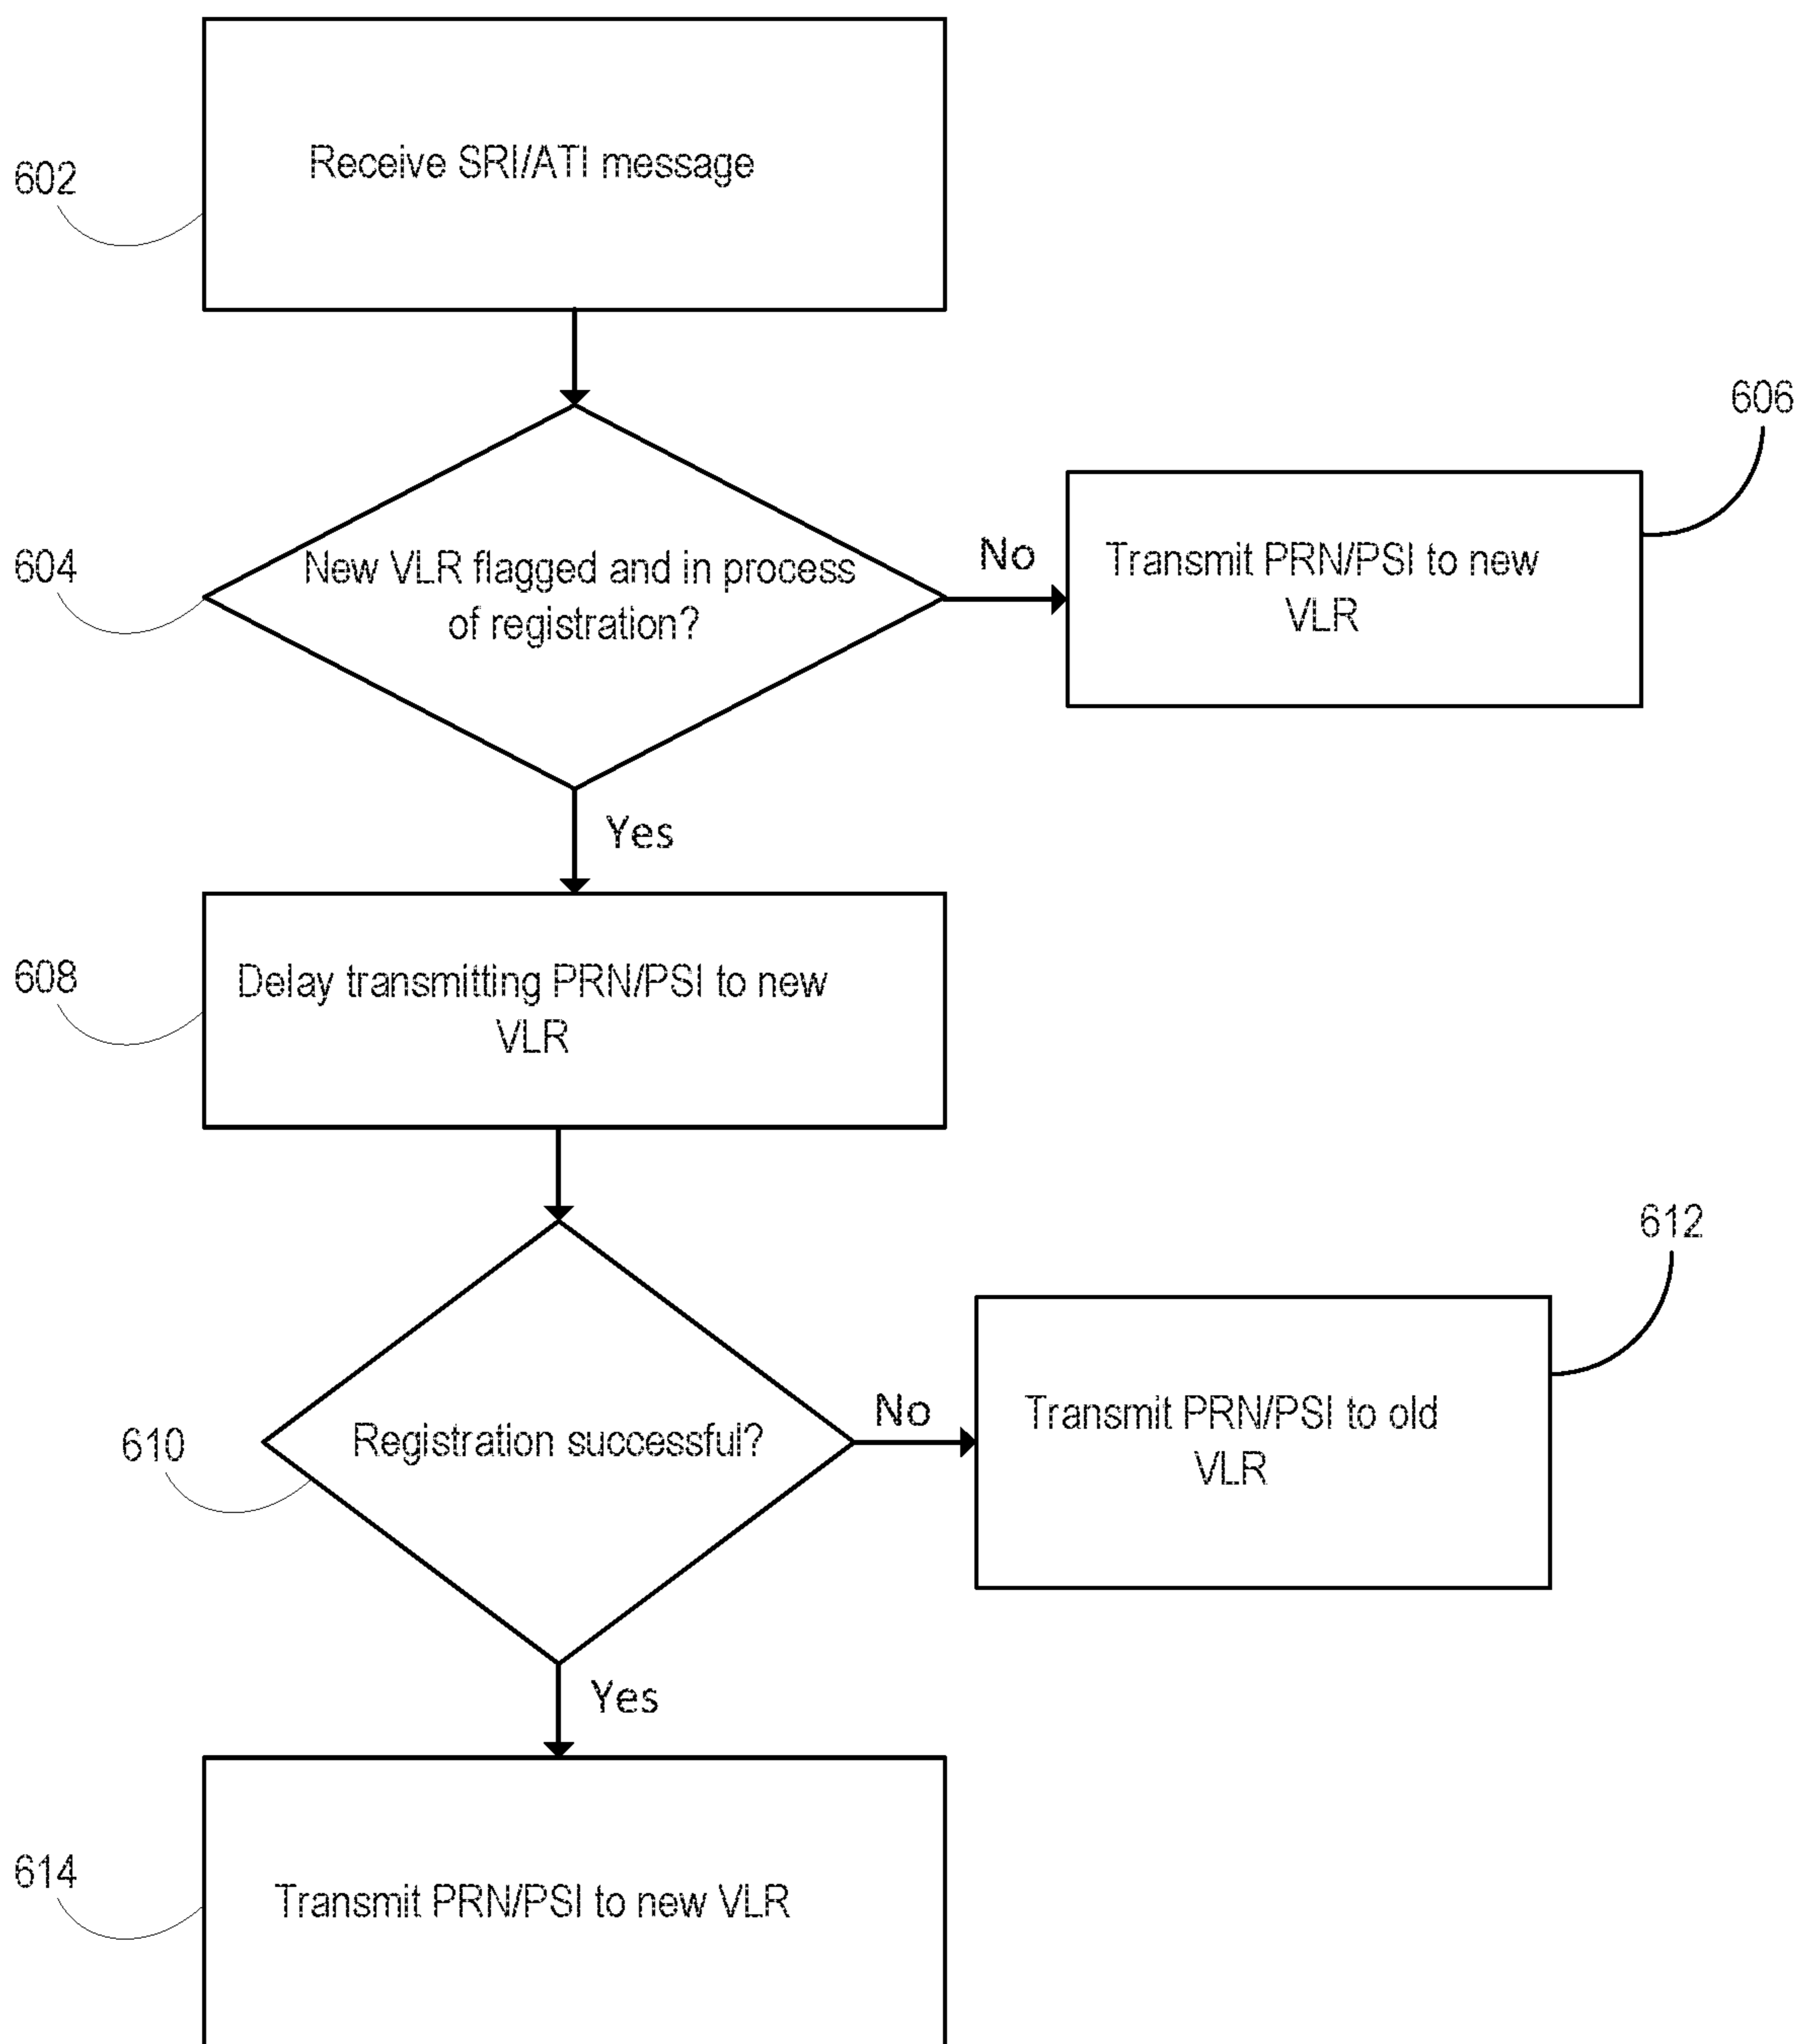 Receive SRI/ATI message
602
606
New VLR flagged and in process
of registration?
604
No
Transmit PRN/PSI to new
VLR
Yes
608
Delay transmitting PRN/PSI to new
VLR
612
610
Registration successful?
No
Transmit PRN/PSI to old
VLR
Yes
614
Transmit PRN/PSI to new VLR